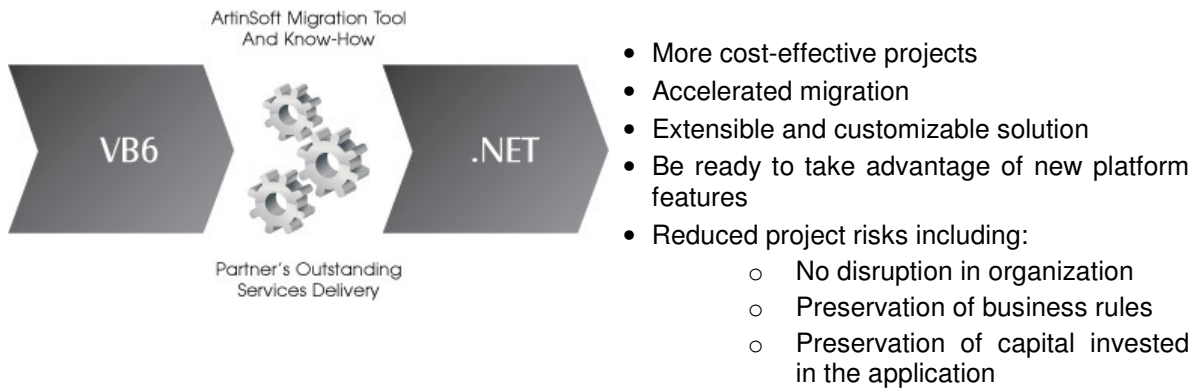 ArtinSoft Migration Tool
And Know-How
VB6
.NET
Partner's Outstanding
Services Delivery
• More cost-effective projects
• Accelerated migration
• Extensible and customizable solution
• Be ready to take advantage of new platform
features
• Reduced project risks including:
o No disruption in organization
o Preservation of business rules
o Preservation of capital invested
in the application